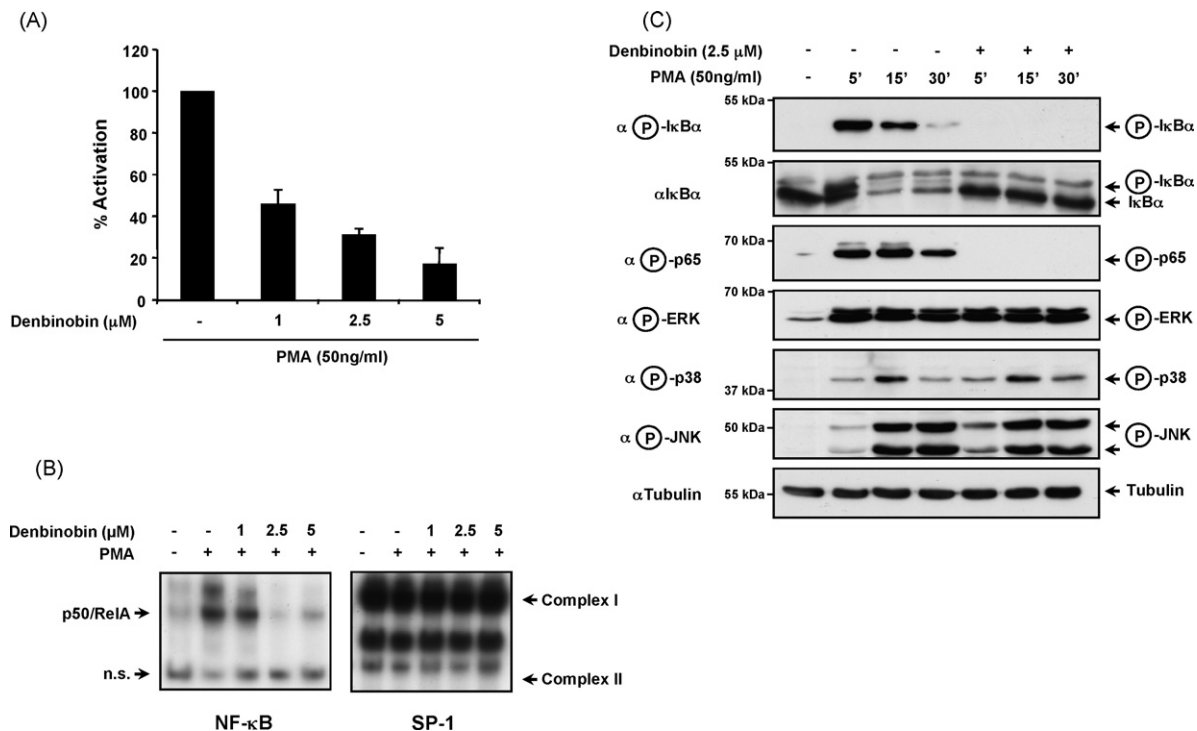 (A)
% Activation
120
100
80
60
40
20
0
Denbinobin (μM) - 1 2.5 5
PMA (50ng/ml)
(B)
Denbinobin (μM) - - 1 2.5 5 - - 1 2.5 5
PMA - + + + + - + + + +
p50/RelA
n.s.
Complex I
Complex II
NF-κB SP-1
(C)
Denbinobin (2.5 μM) - - - - + + +
PMA (50ng/ml) - 5’ 15’ 30’ 5’ 15’ 30’
55 kDa
α P-IκBα P-IκBα
55 kDa
αIκBα P-IκBα
IκBα
70 kDa
α P-p65 P-p65
70 kDa
α P-ERK P-ERK
α P-p38 P-p38
37 kDa
50 kDa
α P-JNK P-JNK
αTubulin 55 kDa Tubulin